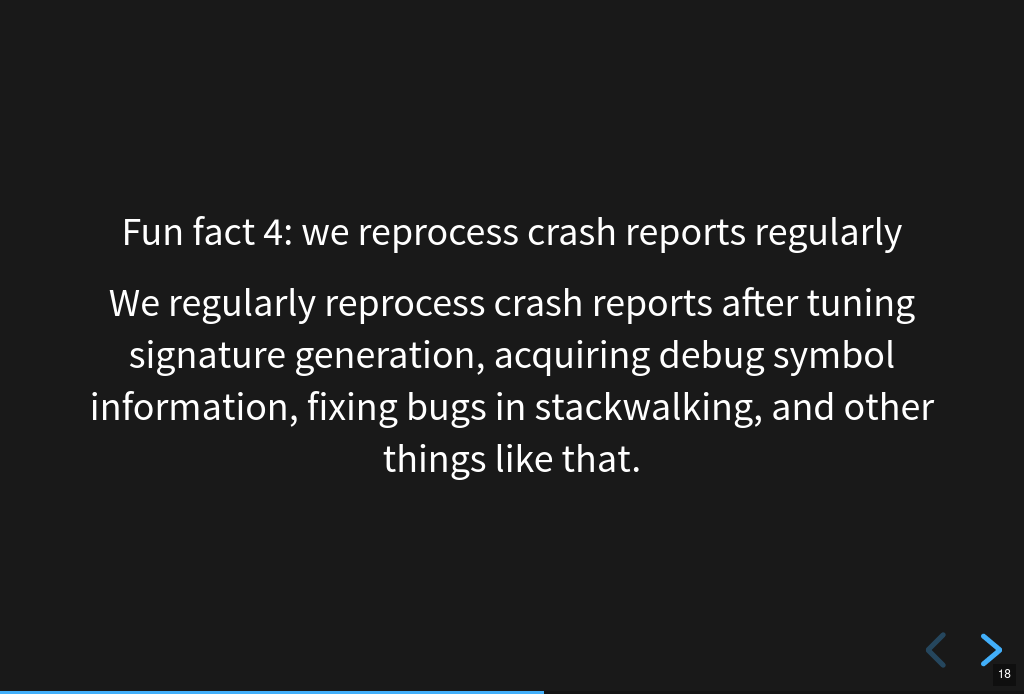 Fun fact 4: we reprocess crash reports regularly
We regularly reprocess crash reports after tuning
signature generation, acquiring debug symbol
information, fixing bugs in stackwalking, and other
things like that.
18